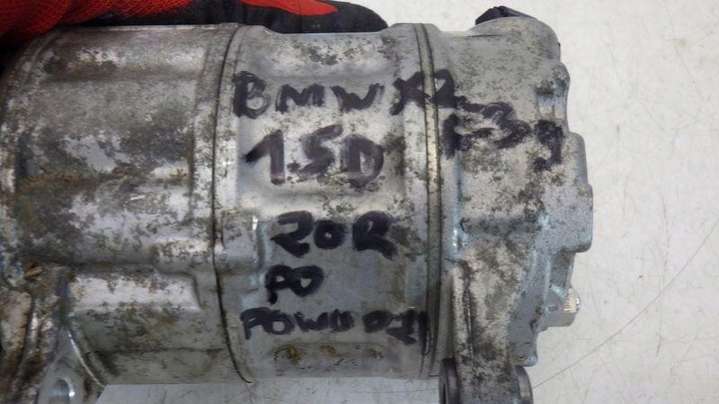 BMW X2
F39
1.5D
20R
PO
POWODZI